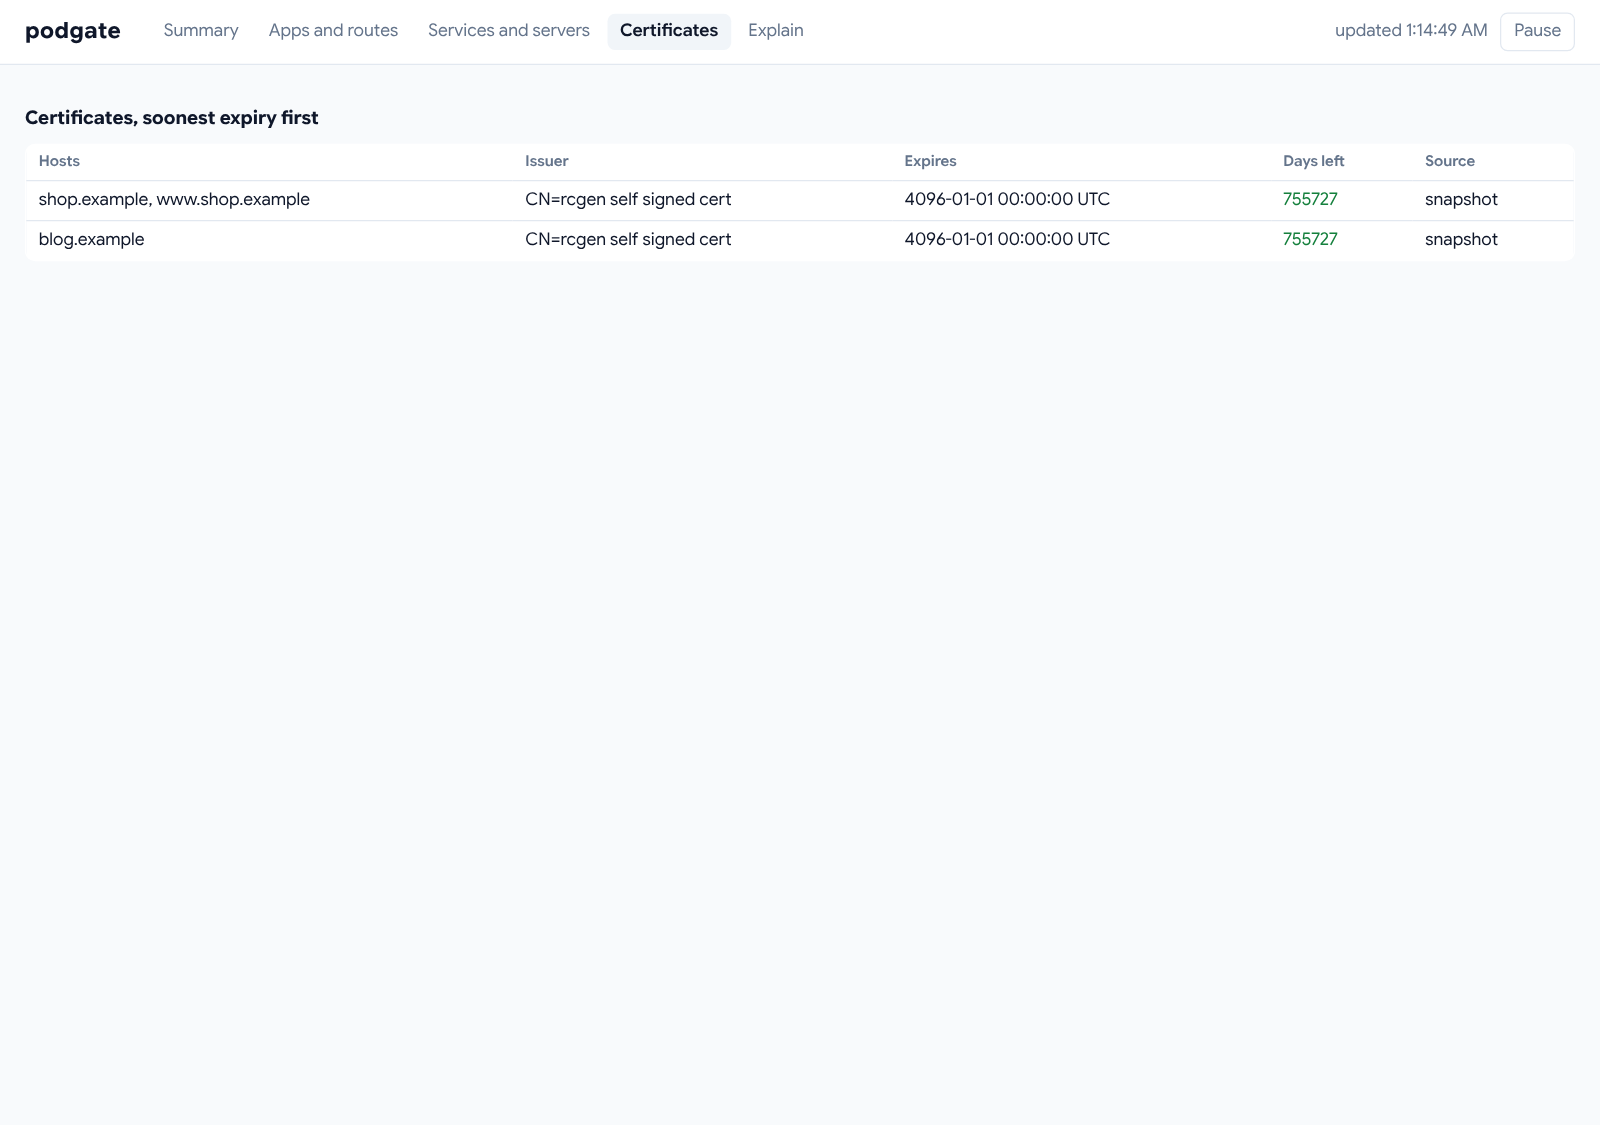 podgate Summary Apps and routes Services and servers Certificates Explain updated 1:14:49 AM Pause
Certificates, soonest expiry first
Hosts Issuer Expires Days left Source
shop.example, www.shop.example CN=rcgen self signed cert 4096-01-01 00:00:00 UTC 755727 snapshot
blog.example CN=rcgen self signed cert 4096-01-01 00:00:00 UTC 755727 snapshot